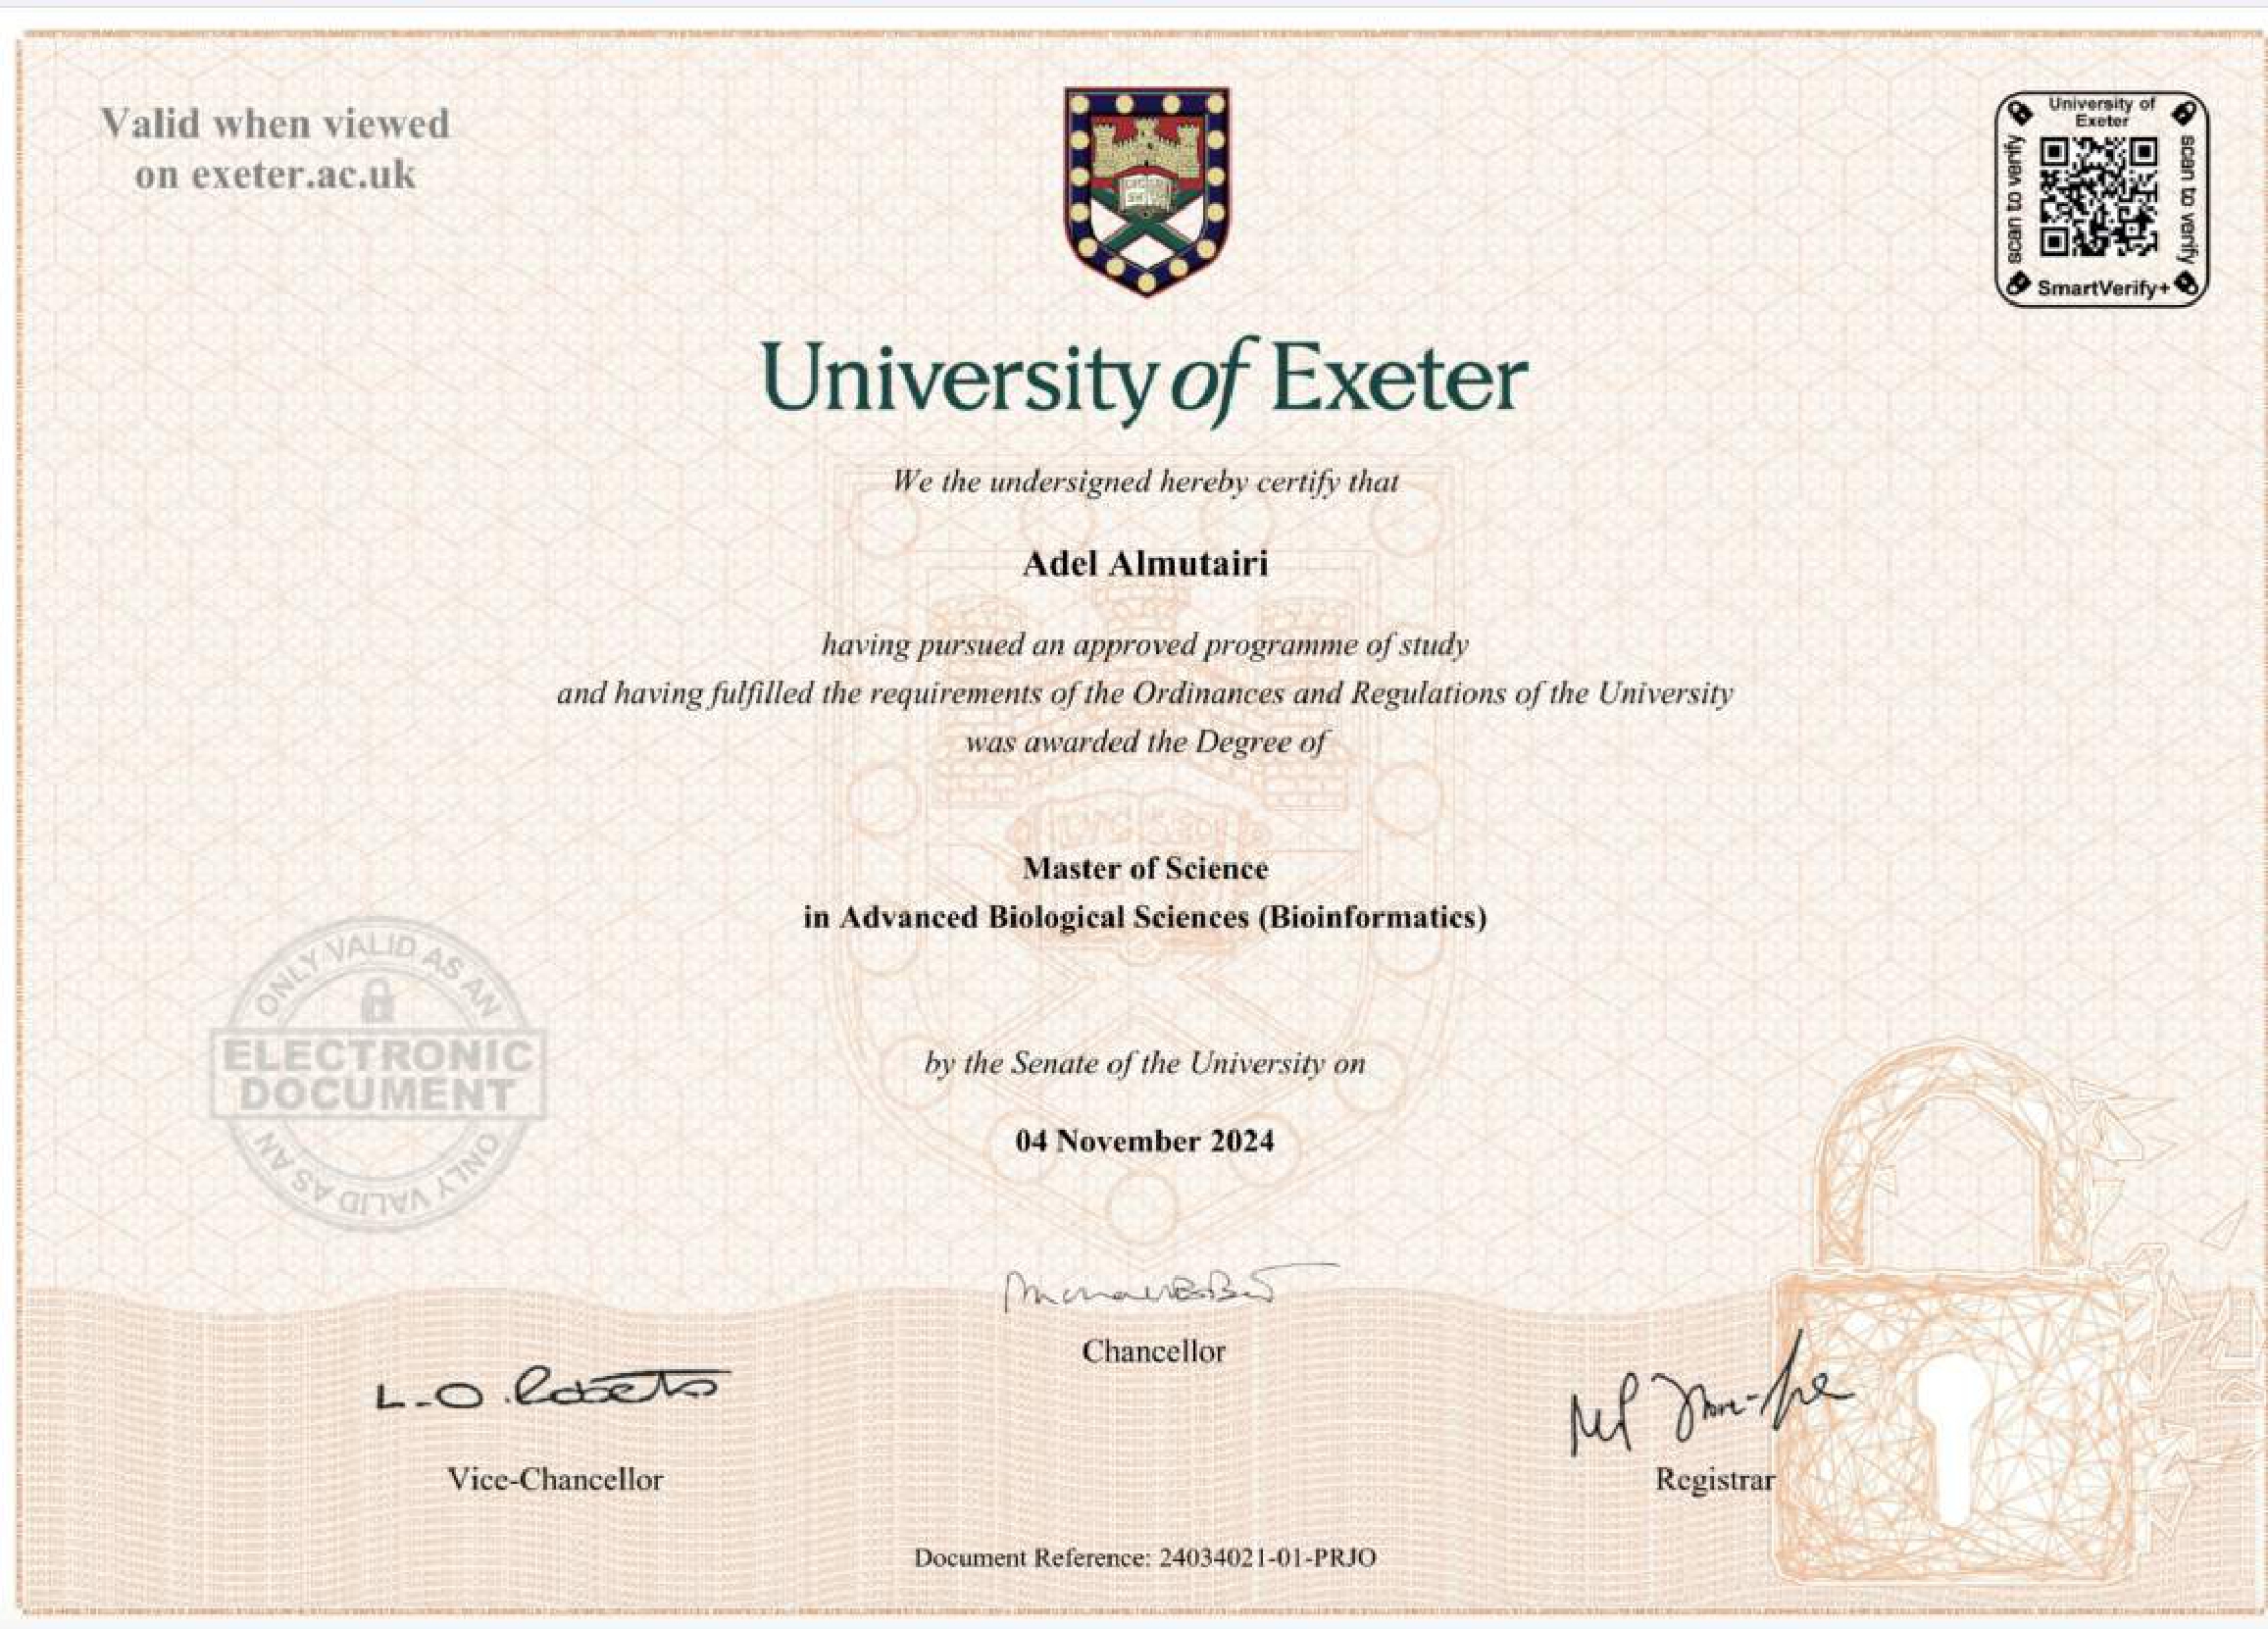 Valid when viewed
on exeter.ac.uk
University of
Exeter
scan to verify
scan to verify
SmartVerify+
University of Exeter
We the undersigned hereby certify that
Adel Almutairi
having pursued an approved programme of study
and having fulfilled the requirements of the Ordinances and Regulations of the University
was awarded the Degree of
Master of Science
in Advanced Biological Sciences (Bioinformatics)
ONLY VALID AS AN
ELECTRONIC
DOCUMENT
ONLY VALID AS AN
by the Senate of the University on
04 November 2024
Chancellor
Vice-Chancellor
Registrar
Document Reference: 24034021-01-PRJO